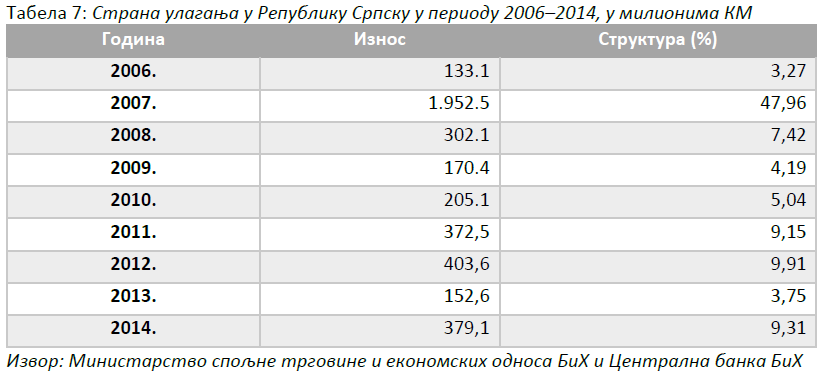 Табела 7: Страна улагања у Републику Српску у периоду 2006–2014, у милионима КМ
Година Износ Структура (%)
2006. 133.1 3,27
2007. 1.952.5 47,96
2008. 302.1 7,42
2009. 170.4 4,19
2010. 205.1 5,04
2011. 372,5 9,15
2012. 403,6 9,91
2013. 152,6 3,75
2014. 379,1 9,31
Извор: Министарство спољне трговине и економских односа БиХ и Централна банка БиХ